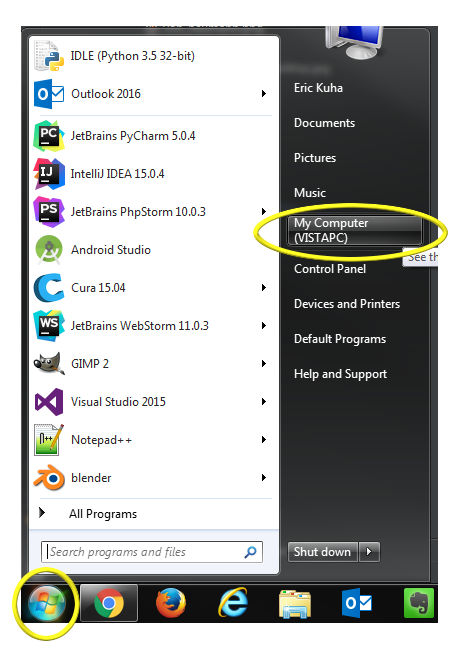 IDLE (Python 3.5 32-bit)
Outlook 2016
JetBrains PyCharm 5.0.4
IntelliJ IDEA 15.0.4
JetBrains PhpStorm 10.0.3
Android Studio
Cura 15.04
JetBrains WebStorm 11.0.3
GIMP 2
Visual Studio 2015
Notepad++
blender
All Programs
Search programs and files
Eric Kuha
Documents
Pictures
Music
My Computer
(VISTAPC)
See th
Control Panel
Devices and Printers
Default Programs
Help and Support
Shut down